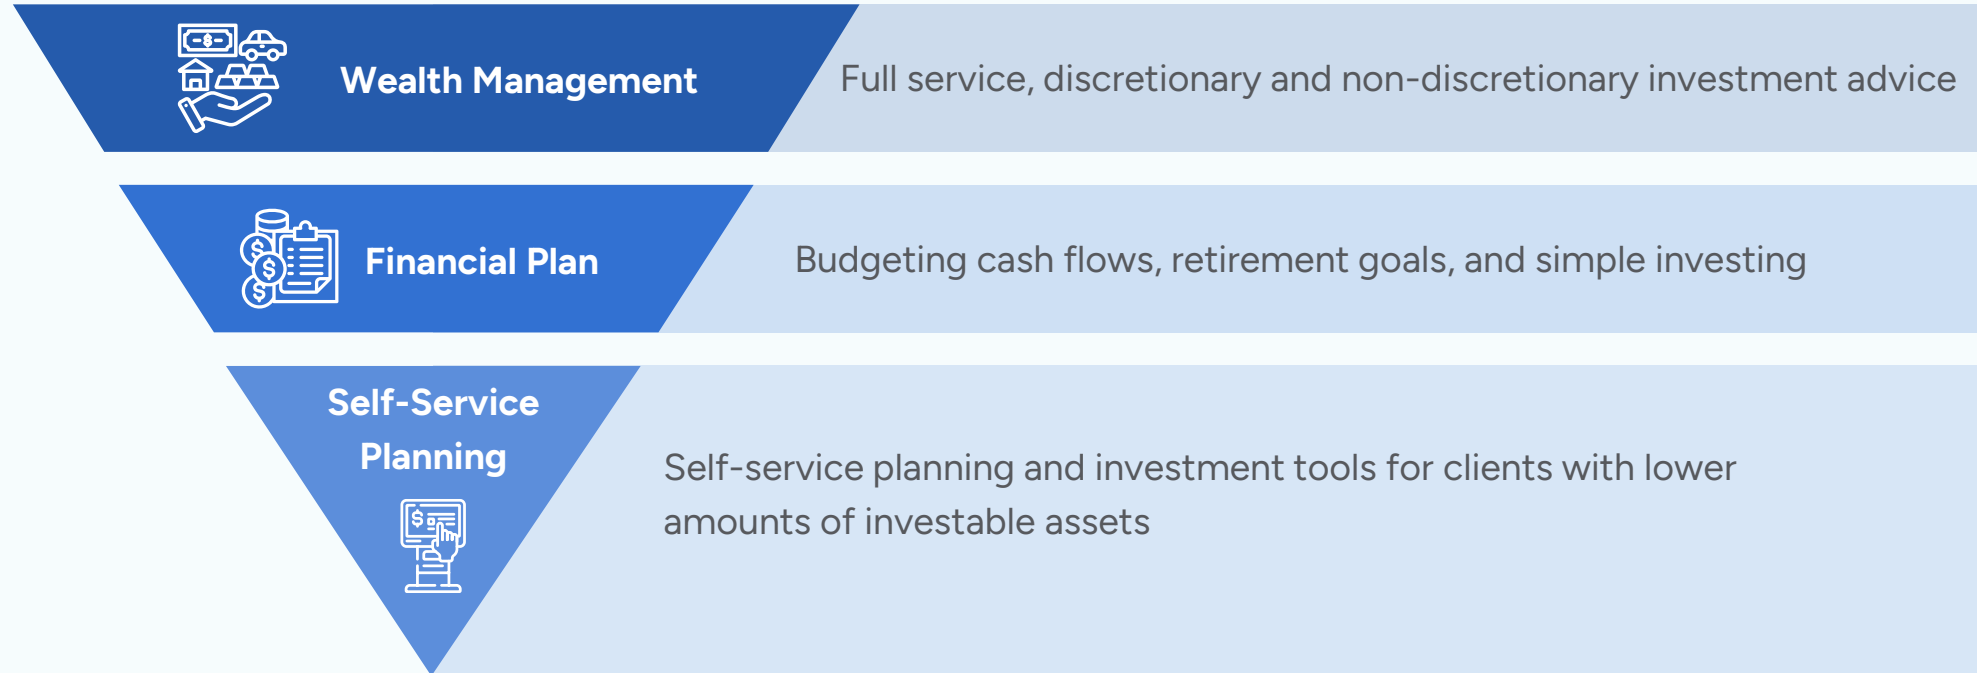 Wealth Management
Full service, discretionary and non-discretionary investment advice
Financial Plan
Budgeting cash flows, retirement goals, and simple investing
Self-Service
Planning
Self-service planning and investment tools for clients with lower
amounts of investable assets